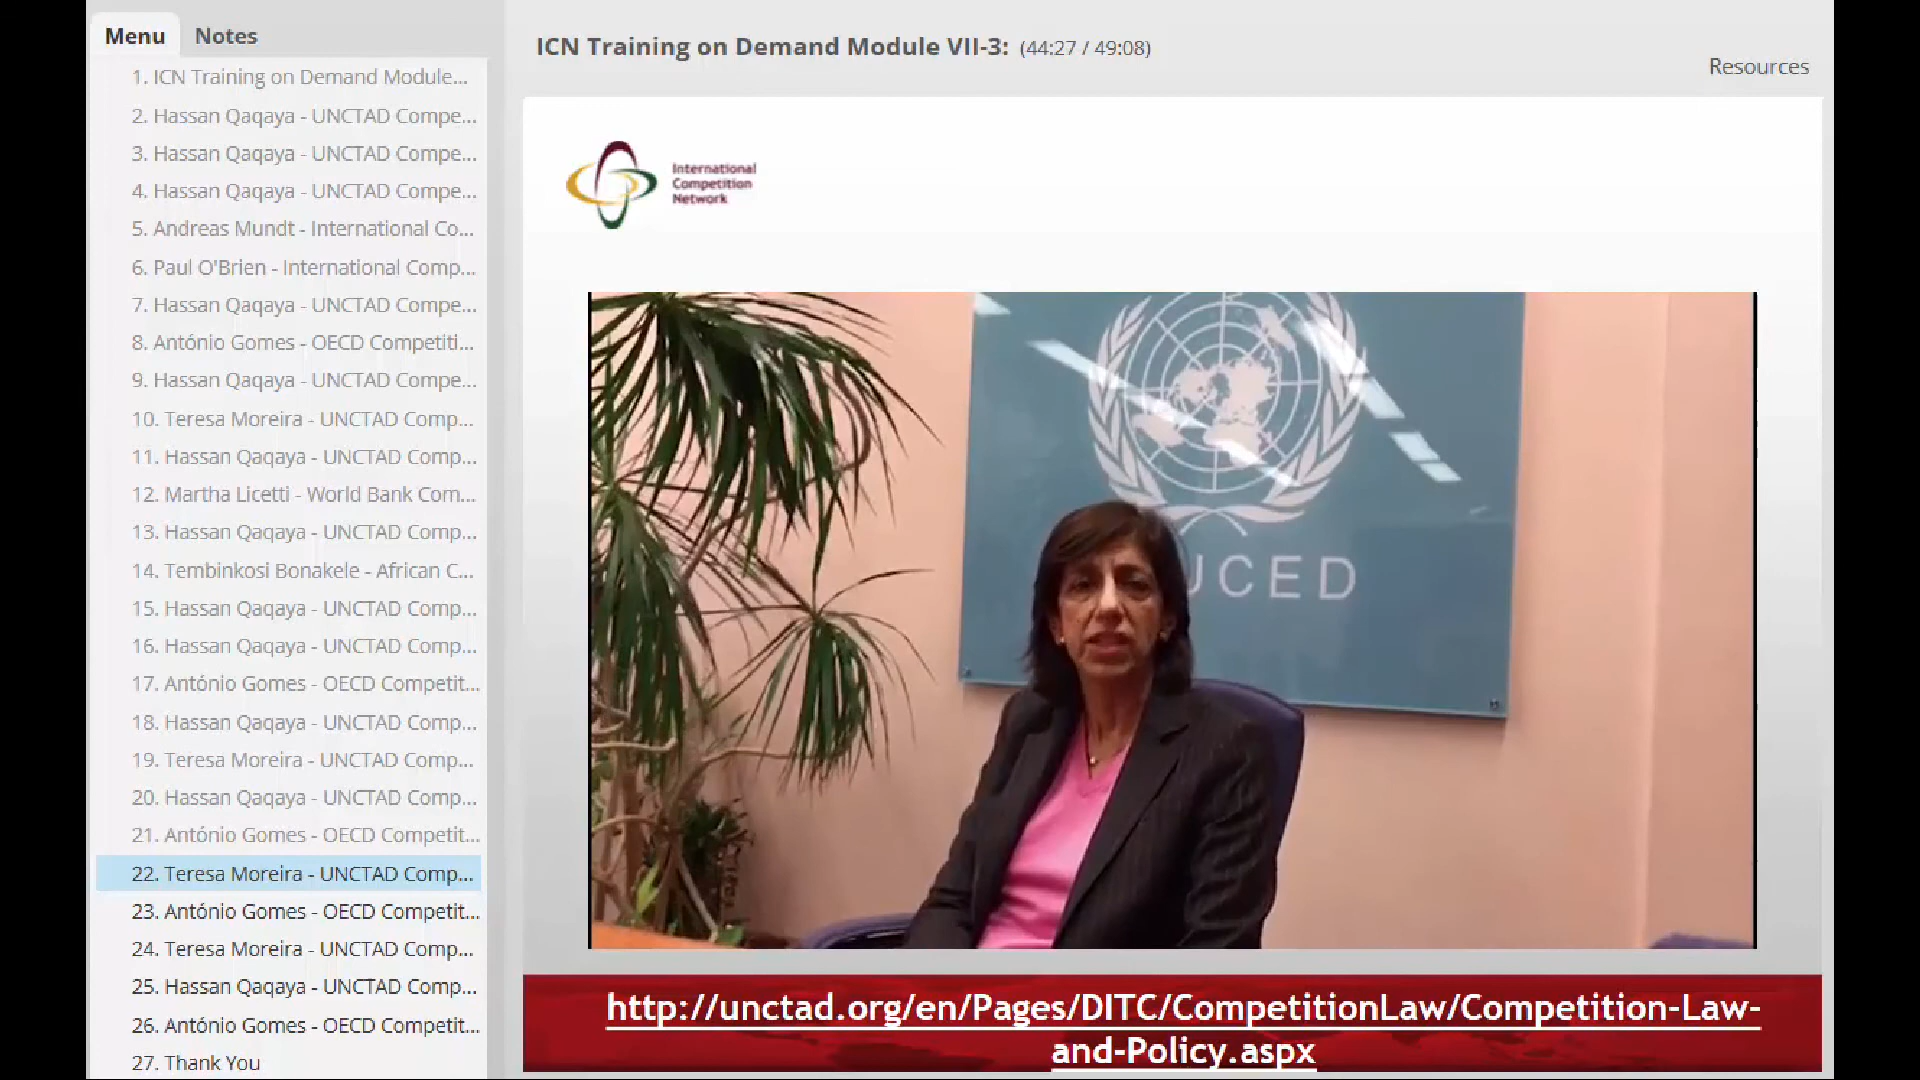 Menu
Notes
1. ICN Training on Demand Module...
2. Hassan Qaqaya - UNCTAD Compe...
3. Hassan Qaqaya - UNCTAD Compe...
4. Hassan Qaqaya - UNCTAD Compe...
5. Andreas Mundt - International Co...
6. Paul O'Brien - International Comp...
7. Hassan Qaqaya - UNCTAD Compe...
8. António Gomes - OECD Competiti...
9. Hassan Qaqaya - UNCTAD Compe...
10. Teresa Moreira - UNCTAD Comp...
11. Hassan Qaqaya - UNCTAD Comp...
12. Martha Licetti - World Bank Com...
13. Hassan Qaqaya - UNCTAD Comp...
14. Tembinkosi Bonakele - African C...
15. Hassan Qaqaya - UNCTAD Comp...
16. Hassan Qaqaya - UNCTAD Comp...
17. António Gomes - OECD Competit...
18. Hassan Qaqaya - UNCTAD Comp...
19. Teresa Moreira - UNCTAD Comp...
20. Hassan Qaqaya - UNCTAD Comp...
21. António Gomes - OECD Competit...
22. Teresa Moreira - UNCTAD Comp...
23. António Gomes - OECD Competit...
24. Teresa Moreira - UNCTAD Comp...
25. Hassan Qaqaya - UNCTAD Comp...
26. António Gomes - OECD Competit...
27. Thank You
ICN Training on Demand Module VII-3: (44:27 / 49:08)
Resources
International
Competition
Network
UCED
http://unctad.org/en/Pages/DITC/CompetitionLaw/Competition-Law-
and-Policy.aspx